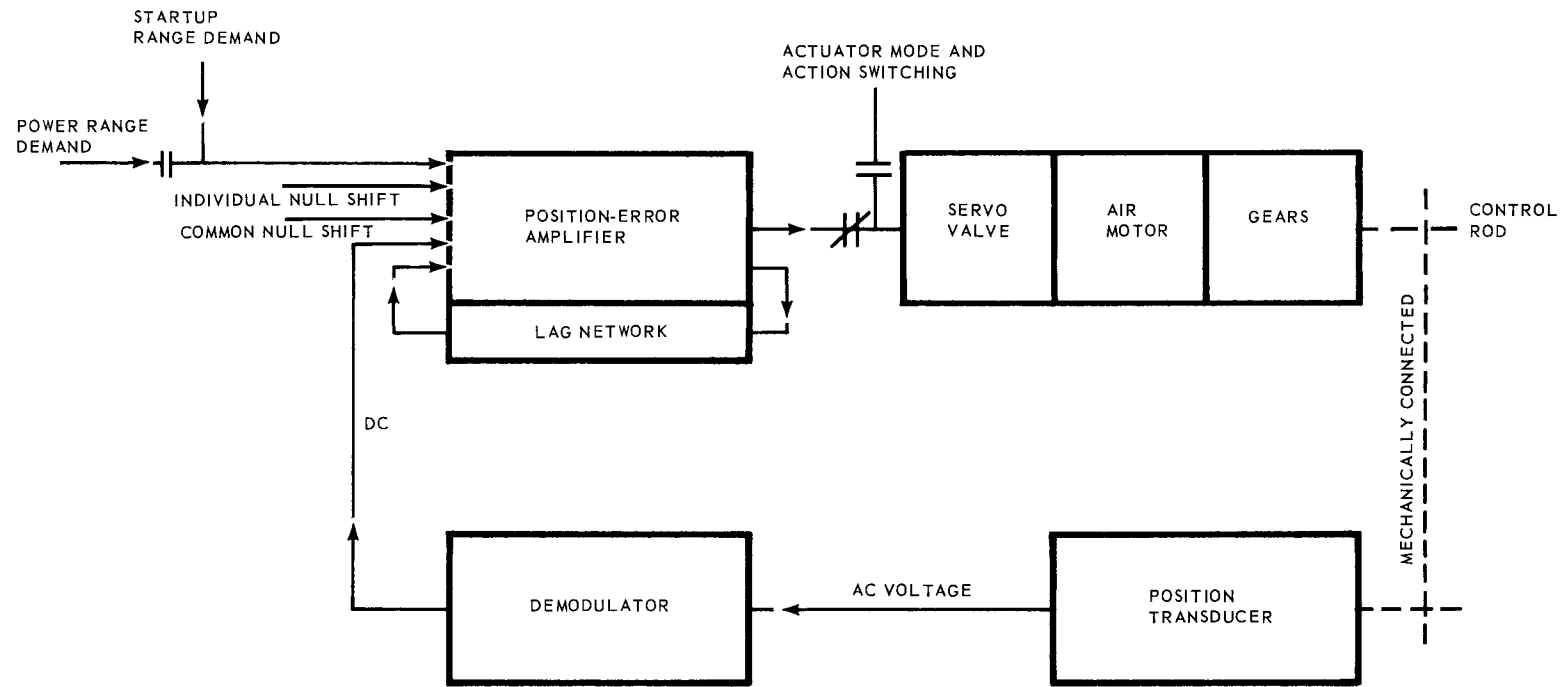 STARTUP
RANGE DEMAND
POWER RANGE
DEMAND
INDIVIDUAL NULL SHIFT
COMMON NULL SHIFT
POSITION-ERROR
AMPLIFIER
LAG NETWORK
ACTUATOR MODE AND
ACTION SWITCHING
SERVO
VALVE
AIR
MOTOR
GEARS
CONTROL
ROD
MECHANICALLY CONNECTED
DC
DEMODULATOR
AC VOLTAGE
POSITION
TRANSDUCER